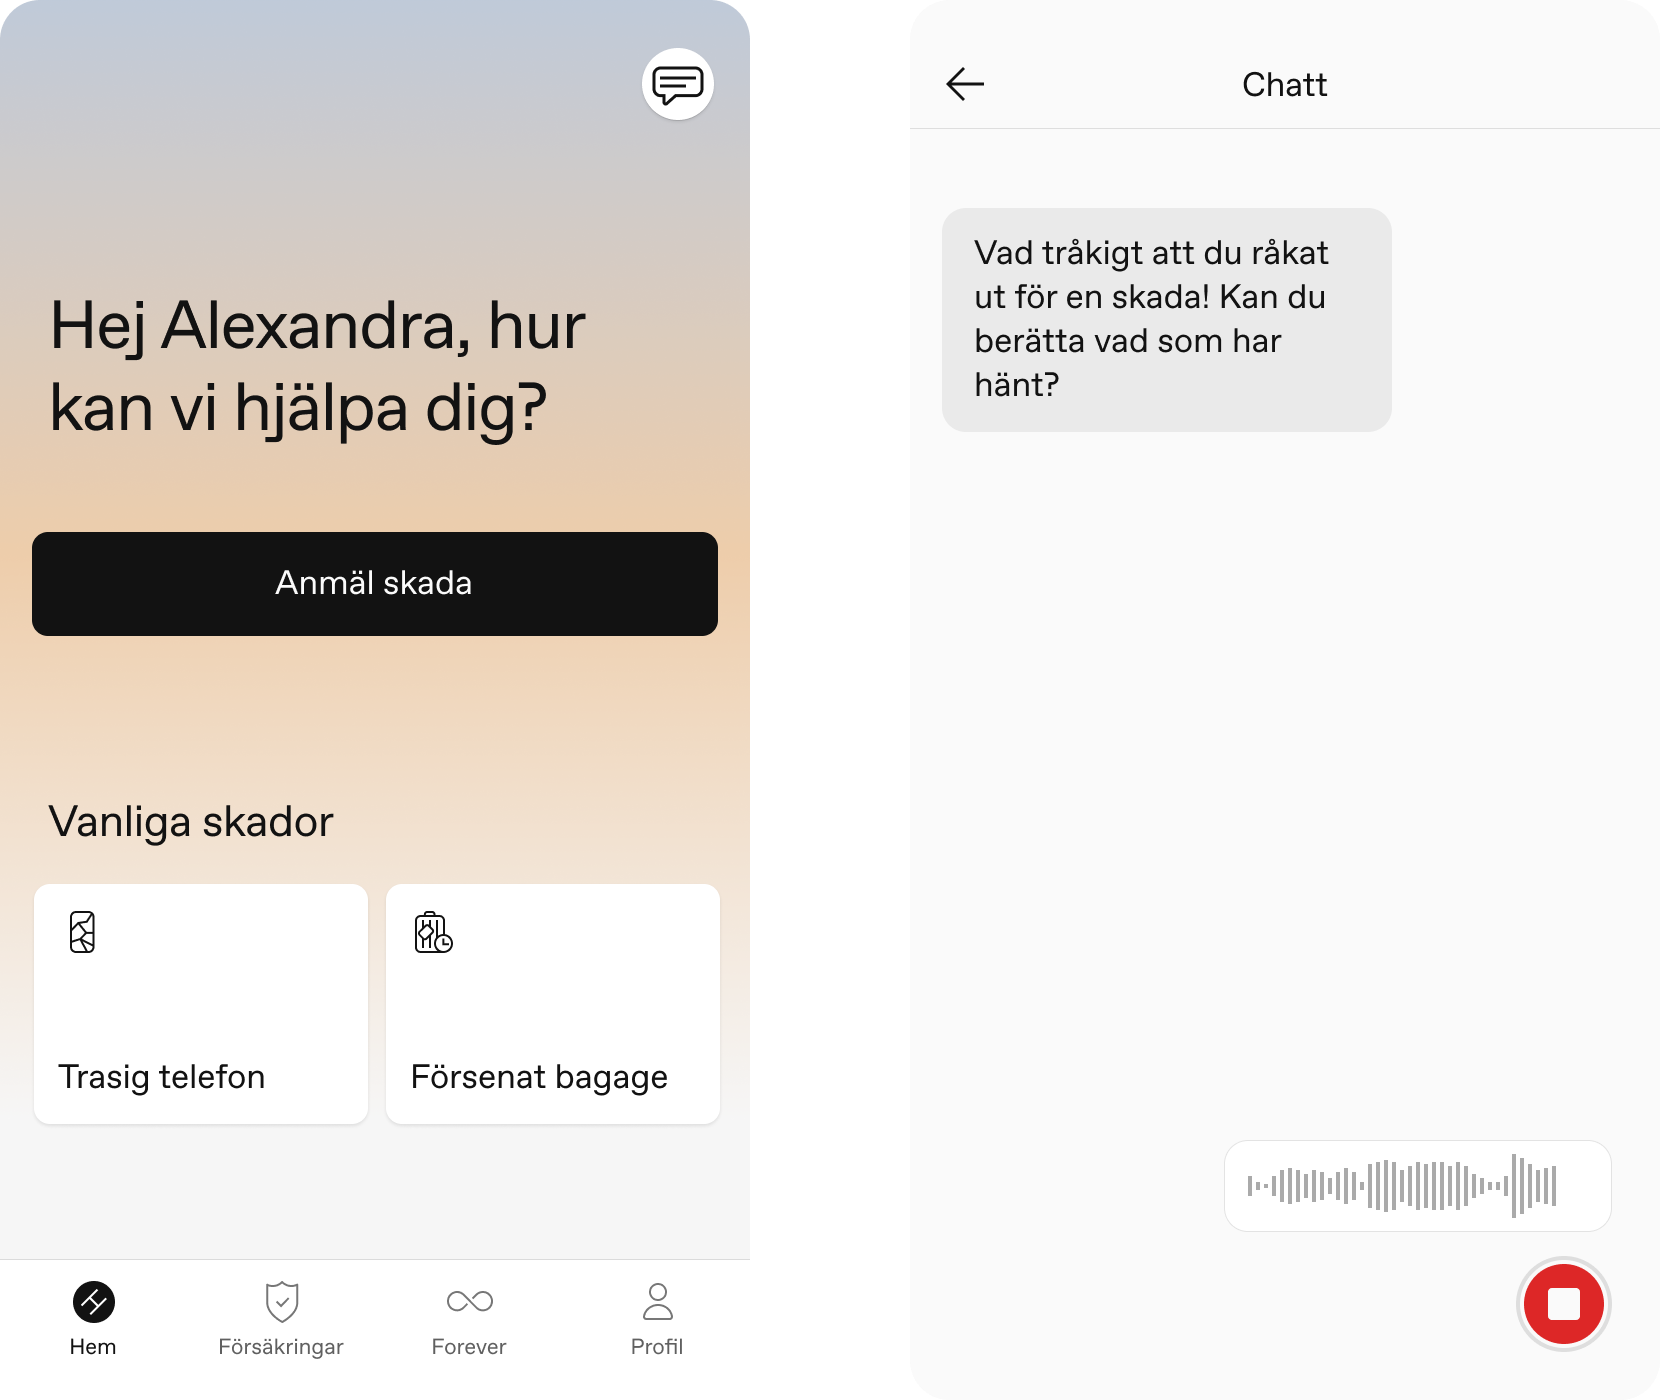 Hej Alexandra, hur
kan vi hjälpa dig?
Anmäl skada
Vanliga skador
Trasig telefon
Försenat bagage
Hem
Försäkringar
Forever
Profil
Chatt
Vad tråkigt att du råkat
ut för en skada! Kan du
berätta vad som har
hänt?